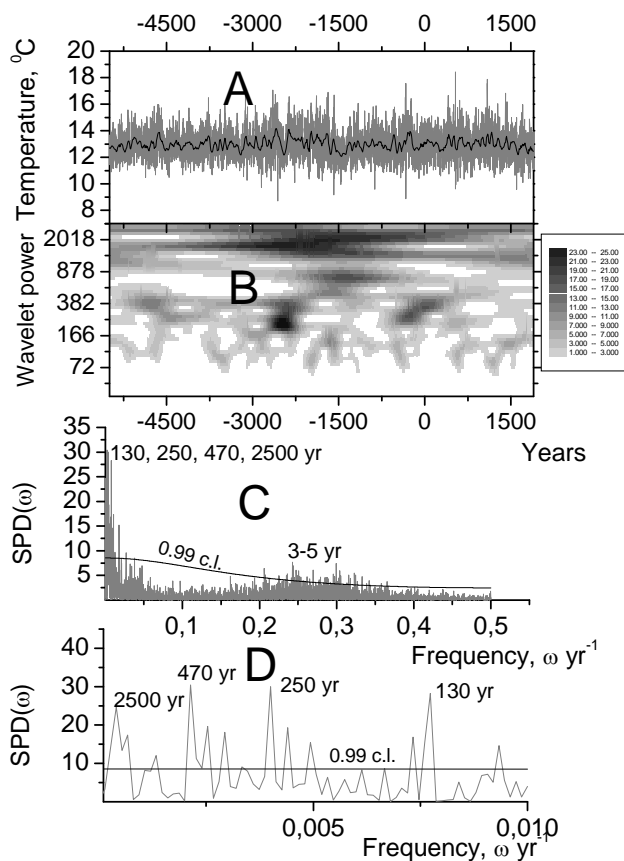 -4500 -3000 -1500 0 1500
Temperature, ⁰C
20
18
16
14
12
10
8
A
Wavelet power
2018
878
382
166
72
B
23.00 – 25.00
21.00 – 23.00
19.00 – 21.00
17.00 – 19.00
15.00 – 17.00
13.00 – 15.00
11.00 – 13.00
9.000 – 11.00
7.000 – 9.000
5.000 – 7.000
3.000 – 5.000
1.000 – 3.000
-4500 -3000 -1500 0 1500
Years
SPD(ω)
35
30
25
20
15
10
5
130, 250, 470, 2500 yr
C
0.99 c.l.
3-5 yr
0,1 0,2 0,3 0,4 0,5
Frequency, ω yr⁻¹
SPD(ω)
40
30
20
10
D
2500 yr
470 yr
250 yr
130 yr
0.99 c.l.
0,005 0,010
Frequency, ω yr⁻¹